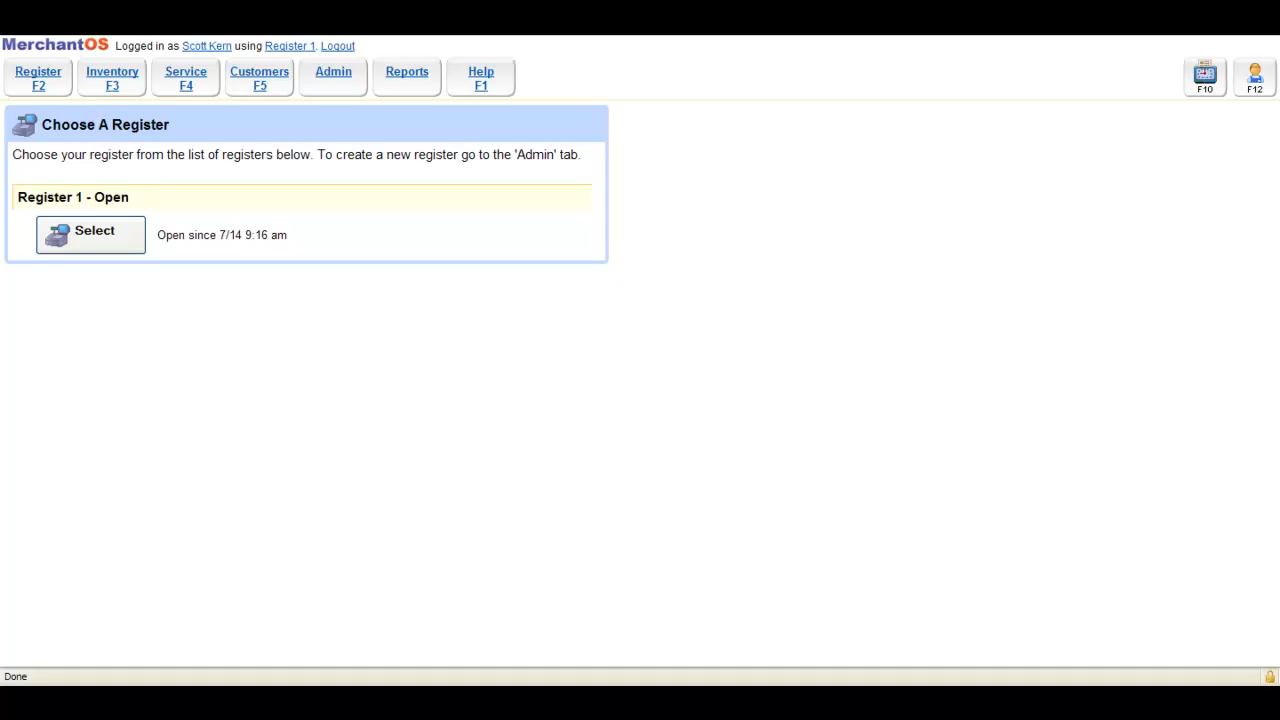 MerchantOS Logged in as Scott Kern using Register 1. Logout
Register Inventory Service Customers Admin Reports Help
F2 F3 F4 F5 F1 F10 F12
Choose A Register
Choose your register from the list of registers below. To create a new register go to the 'Admin' tab.
Register 1 - Open
Select Open since 7/14 9:16 am
Done